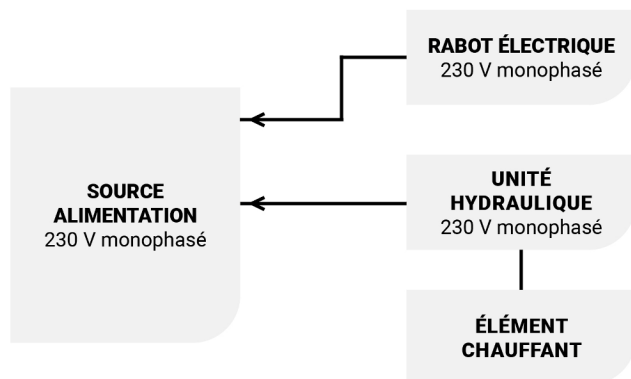 RABOT ÉLECTRIQUE
230 V monophasé
SOURCE
ALIMENTATION
230 V monophasé
UNITÉ
HYDRAULIQUE
230 V monophasé
ÉLÉMENT
CHAUFFANT